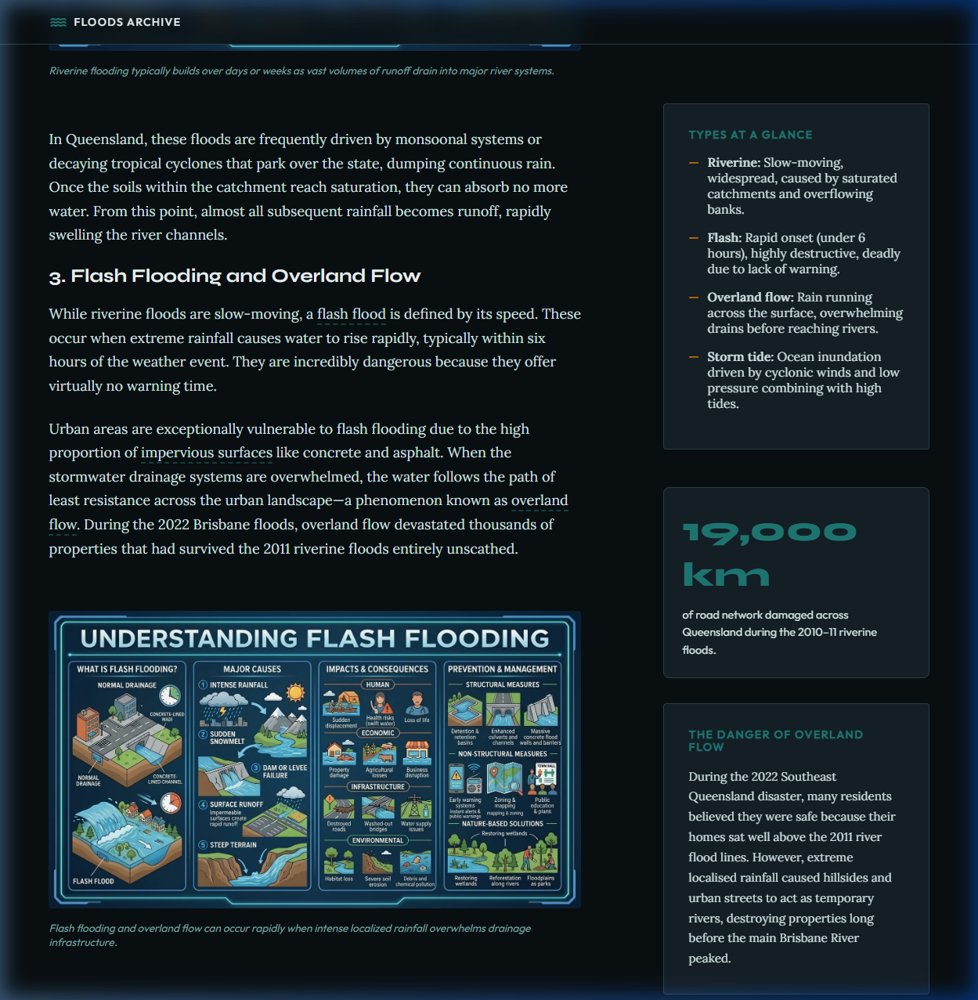 FLOODS ARCHIVE
Riverine flooding typically builds over days or weeks as vast volumes of runoff drain into major river systems.
In Queensland, these floods are frequently driven by monsoonal systems or
decaying tropical cyclones that park over the state, dumping continuous rain.
Once the soils within the catchment reach saturation, they can absorb no more
water. From this point, almost all subsequent rainfall becomes runoff, rapidly
swelling the river channels.
3. Flash Flooding and Overland Flow
While riverine floods are slow-moving, a flash flood is defined by its speed. These
occur when extreme rainfall causes water to rise rapidly, typically within six
hours of the weather event. They are incredibly dangerous because they offer
virtually no warning time.
Urban areas are exceptionally vulnerable to flash flooding due to the high
proportion of impervious surfaces like concrete and asphalt. When the
stormwater drainage systems are overwhelmed, the water follows the path of
least resistance across the urban landscape—a phenomenon known as overland
flow. During the 2022 Brisbane floods, overland flow devastated thousands of
properties that had survived the 2011 riverine floods entirely unscathed.
UNDERSTANDING FLASH FLOODING
WHAT IS FLASH FLOODING?
NORMAL DRAINAGE
CONCRETE-LINED
WADI
NORMAL
DRAINAGE
CONCRETE-
LINED CHANNEL
FLASH FLOOD
MAJOR CAUSES
1 INTENSE RAINFALL
2 SUDDEN
SNOWMELT
3 DAM OR LEVEE
FAILURE
4 SURFACE RUNOFF
Impermeable
surfaces create
rapid runoff
5 STEEP TERRAIN
IMPACTS & CONSEQUENCES
HUMAN
Sudden
displacement
Health risks
(swift water)
Loss of life
ECONOMIC
Property
damage
Agricultural
losses
Business
disruption
INFRASTRUCTURE
Destroyed
roads
Washed-out
bridges
Water supply
issues
ENVIRONMENTAL
Habitat loss
Severe soil
erosion
Debris and
chemical pollution
PREVENTION & MANAGEMENT
STRUCTURAL MEASURES
Detention &
retention
basins
Enhanced
culverts and
channels
Massive
concrete flood
walls and barriers
NON-STRUCTURAL MEASURES
TOWN HALL
Early warning
systems
Instant alerts &
public warnings
Zoning &
mapping
mapping & zoning
Public
education
& plans
NATURE-BASED SOLUTIONS
Restoring wetlands
Restoring
wetlands
Reforestation
along rivers
Floodplains
as parks
Flash flooding and overland flow can occur rapidly when intense localized rainfall overwhelms drainage
infrastructure.
TYPES AT A GLANCE
— Riverine: Slow-moving,
widespread, caused by saturated
catchments and overflowing
banks.
— Flash: Rapid onset (under 6
hours), highly destructive, deadly
due to lack of warning.
— Overland flow: Rain running
across the surface, overwhelming
drains before reaching rivers.
— Storm tide: Ocean inundation
driven by cyclonic winds and low
pressure combining with high
tides.
19,000
km
of road network damaged across
Queensland during the 2010–11 riverine
floods.
THE DANGER OF OVERLAND
FLOW
During the 2022 Southeast
Queensland disaster, many residents
believed they were safe because their
homes sat well above the 2011 river
flood lines. However, extreme
localised rainfall caused hillsides and
urban streets to act as temporary
rivers, destroying properties long
before the main Brisbane River
peaked.